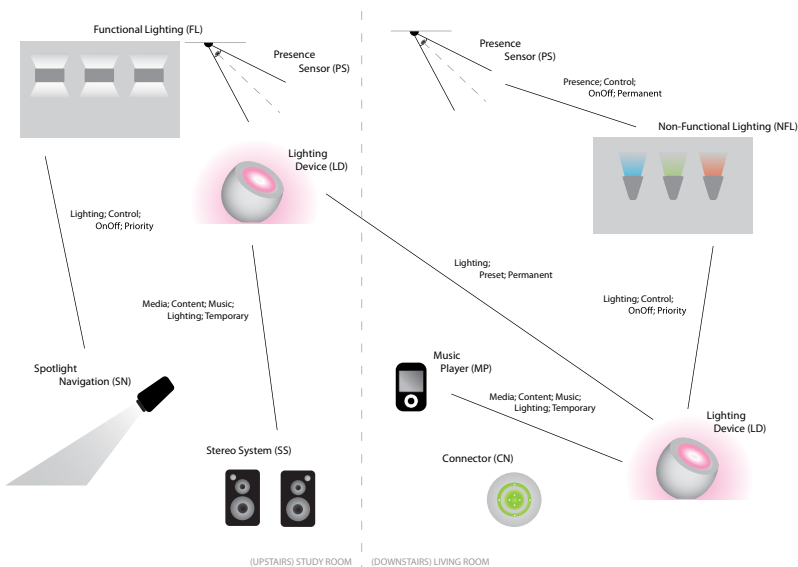 Functional Lighting (FL)
Presence
Sensor (PS)
Lighting
Device (LD)
Lighting; Control;
OnOff; Priority
Media; Content; Music;
Lighting; Temporary
Spotlight
Navigation (SN)
Stereo System (SS)
(UPSTAIRS) STUDY ROOM
Presence
Sensor (PS)
Presence; Control;
OnOff; Permanent
Non-Functional Lighting (NFL)
Lighting;
Preset; Permanent
Lighting; Control;
OnOff; Priority
Music
Player (MP)
Media; Content; Music;
Lighting; Temporary
Lighting
Device (LD)
Connector (CN)
(DOWNSTAIRS) LIVING ROOM